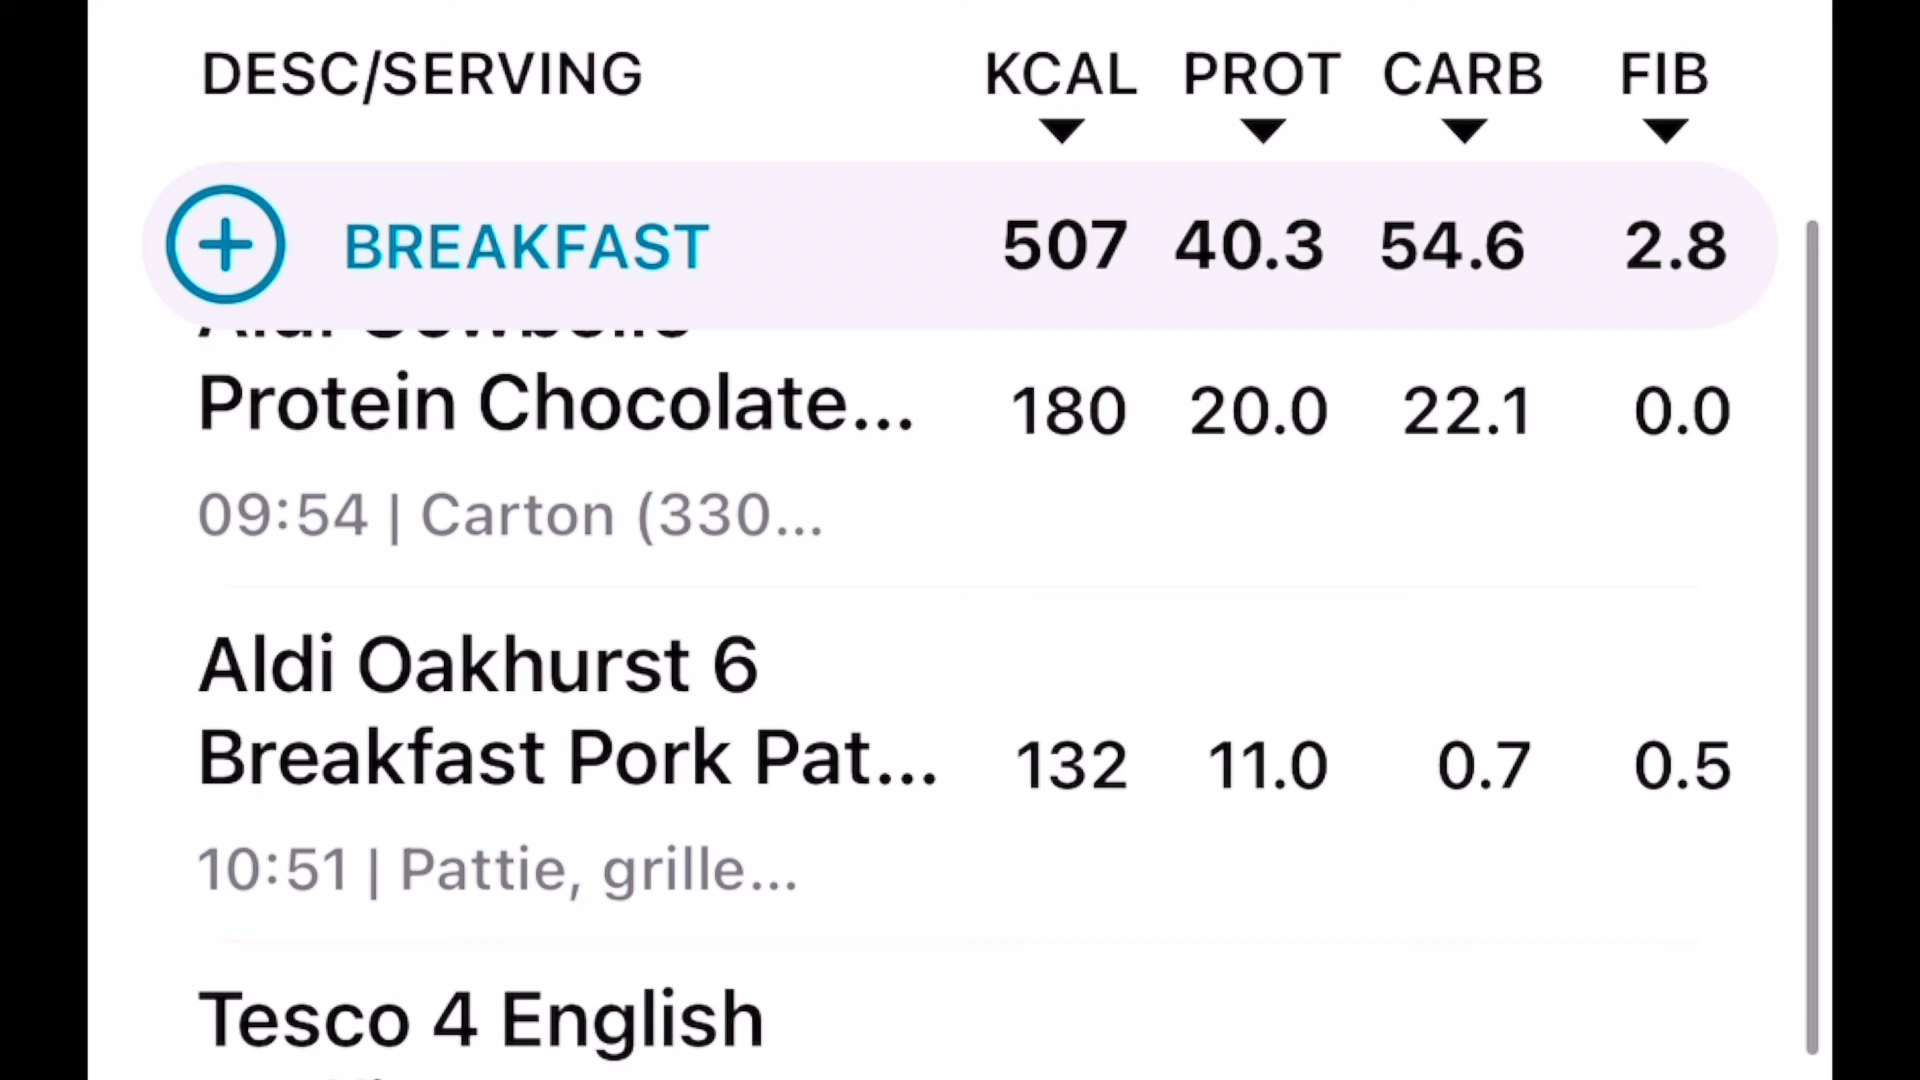 DESC/SERVING KCAL PROT CARB FIB
BREAKFAST 507 40.3 54.6 2.8
Protein Chocolate... 180 20.0 22.1 0.0
09:54 | Carton (330...
Aldi Oakhurst 6
Breakfast Pork Pat... 132 11.0 0.7 0.5
10:51 | Pattie, grille...
Tesco 4 English